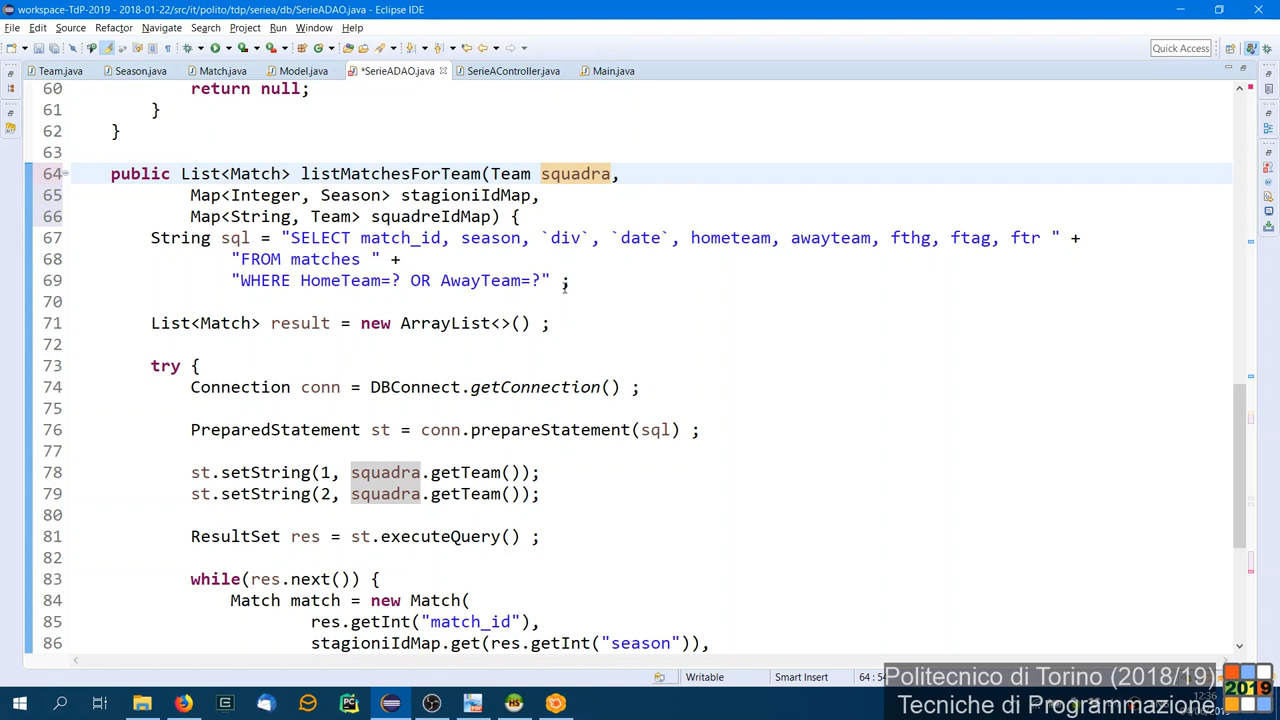 workspace-TdP-2019 - 2018-01-22/src/it/polito/tdp/seriea/db/SerieADAO.java - Eclipse IDE
File Edit Source Refactor Navigate Search Project Run Window Help
Quick Access
Team.java Season.java Match.java Model.java *SerieADAO.java SerieAController.java Main.java
60 return null;
61 }
62 }
63
64 public List<Match> listMatchesForTeam(Team squadra,
65 Map<Integer, Season> stagioniIdMap,
66 Map<String, Team> squadreIdMap) {
67 String sql = "SELECT match_id, season, `div`, `date`, hometeam, awayteam, fthg, ftag, ftr " +
68 "FROM matches " +
69 "WHERE HomeTeam=? OR AwayTeam=?" ;
70
71 List<Match> result = new ArrayList<>() ;
72
73 try {
74 Connection conn = DBConnect.getConnection() ;
75
76 PreparedStatement st = conn.prepareStatement(sql) ;
77
78 st.setString(1, squadra.getTeam());
79 st.setString(2, squadra.getTeam());
80
81 ResultSet res = st.executeQuery() ;
82
83 while(res.next()) {
84 Match match = new Match(
85 res.getInt("match_id"),
86 stagioniIdMap.get(res.getInt("season")),
Writable Smart Insert 64 : 54
Politecnico di Torino (2018/19)
Tecniche di Programmazione
2019
12:36